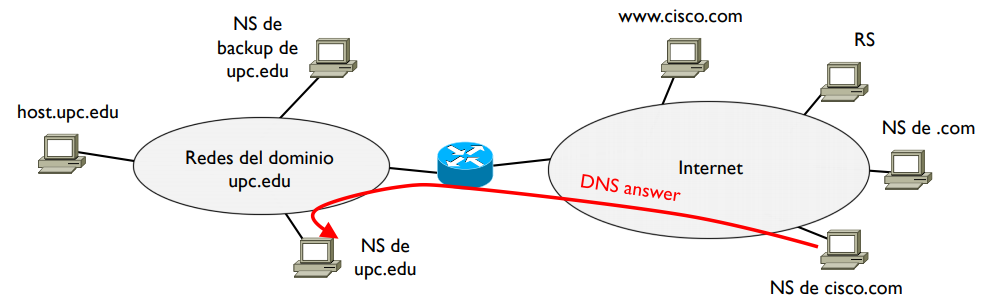 NS de
backup de
upc.edu
www.cisco.com
RS
host.upc.edu
NS de .com
Redes del dominio
upc.edu
Internet
DNS answer
NS de
upc.edu
NS de cisco.com